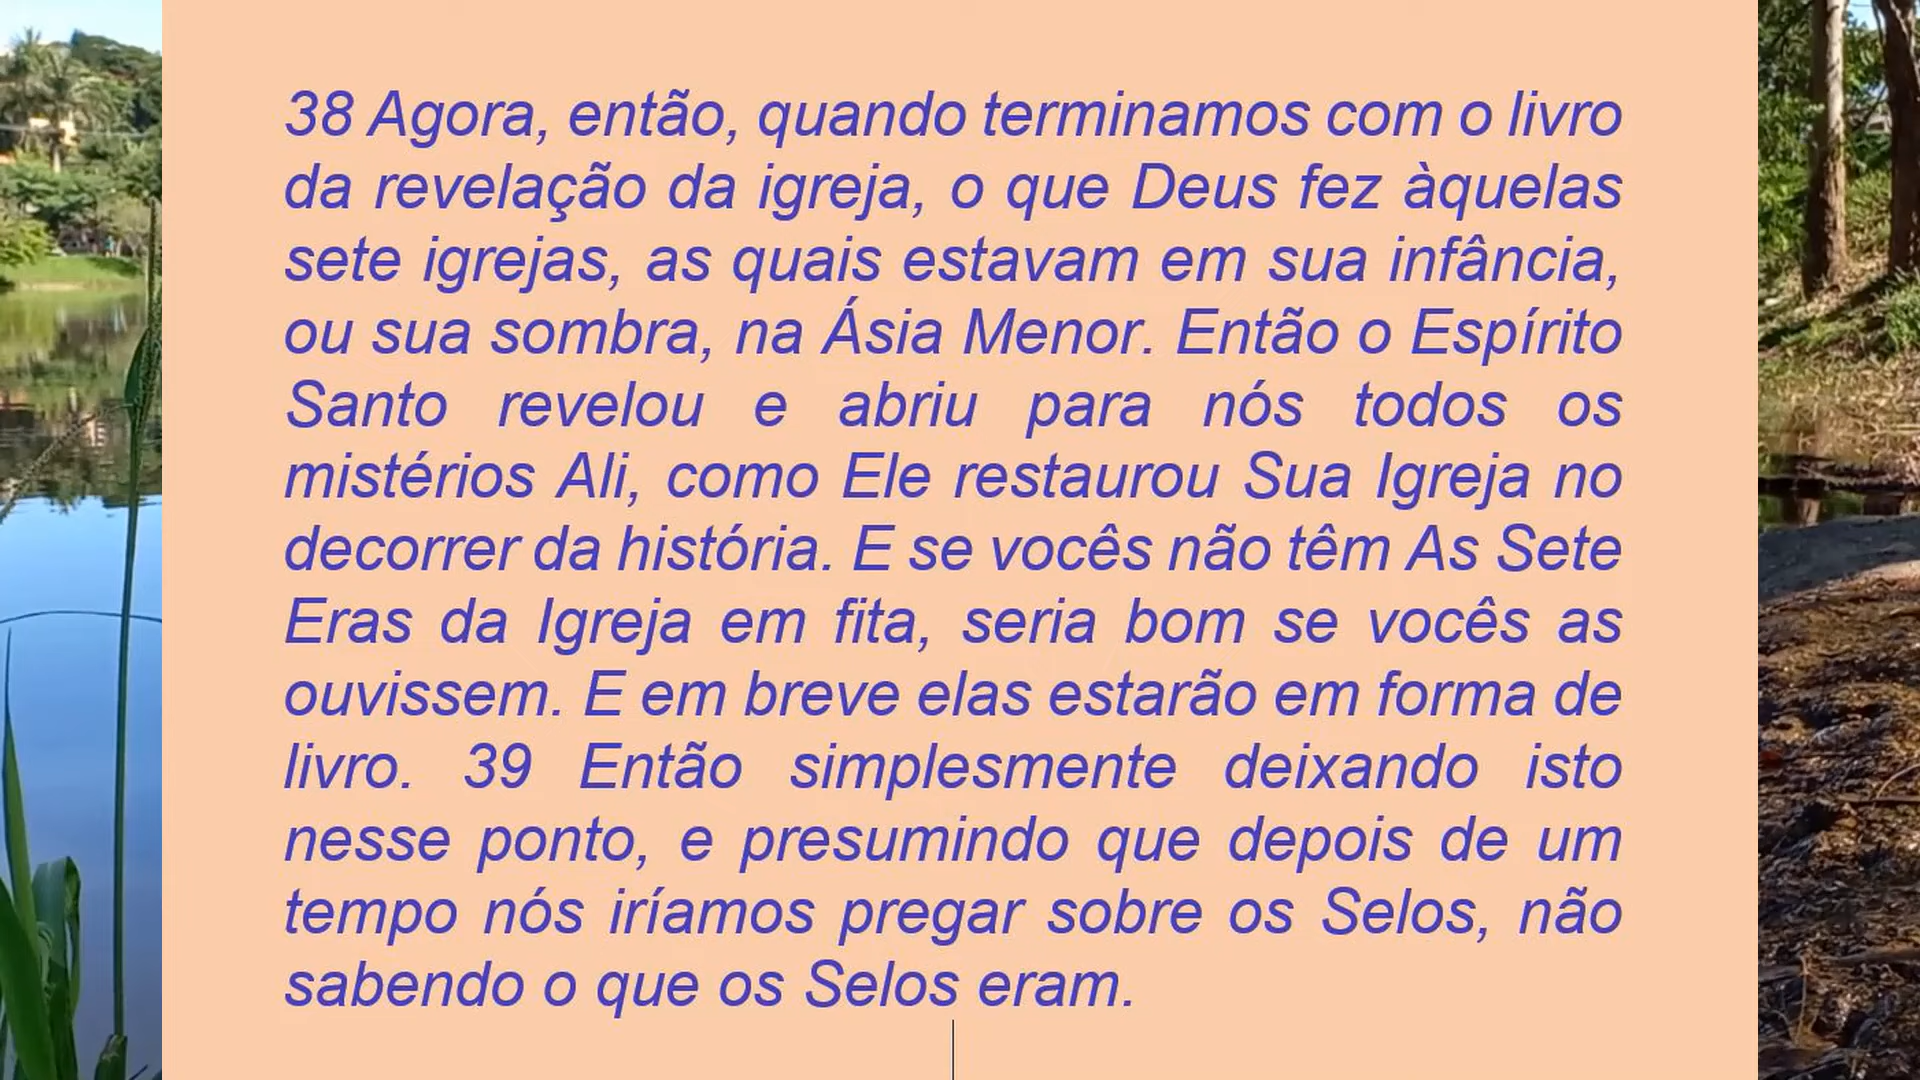 38 Agora, então, quando terminamos com o livro
da revelação da igreja, o que Deus fez àquelas
sete igrejas, as quais estavam em sua infância,
ou sua sombra, na Ásia Menor. Então o Espírito
Santo revelou e abriu para nós todos os
mistérios Ali, como Ele restaurou Sua Igreja no
decorrer da história. E se vocês não têm As Sete
Eras da Igreja em fita, seria bom se vocês as
ouvissem. E em breve elas estarão em forma de
livro. 39 Então simplesmente deixando isto
nesse ponto, e presumindo que depois de um
tempo nós iríamos pregar sobre os Selos, não
sabendo o que os Selos eram.